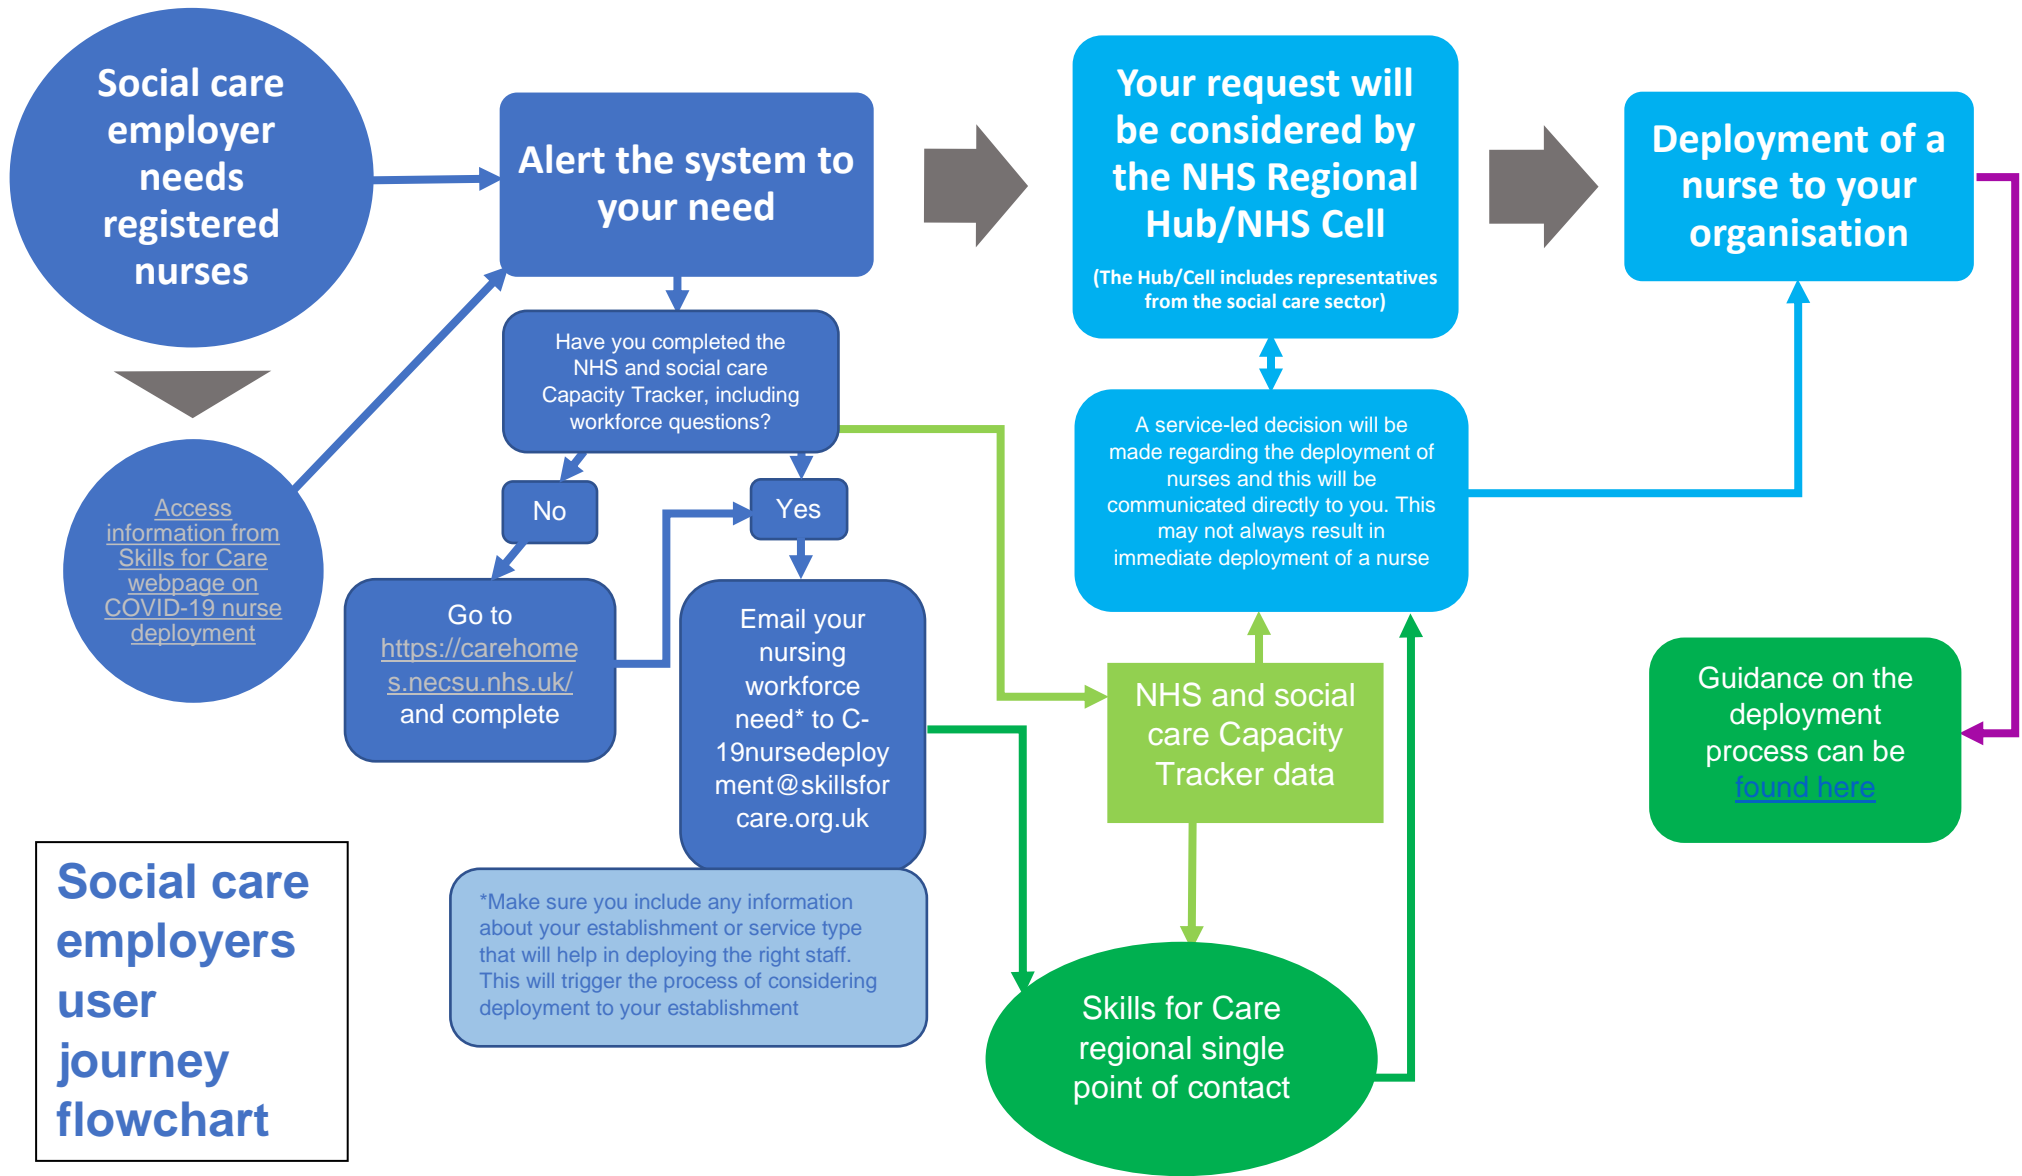 Social care
employer
needs
registered
nurses
Access
information from
Skills for Care
webpage on
COVID-19 nurse
deployment
Alert the system to
your need
Have you completed the
NHS and social care
Capacity Tracker, including
workforce questions?
No
Yes
Go to
https://carehome
s.necsu.nhs.uk/
and complete
Email your
nursing
workforce
need* to C-
19nursedeploy
ment@skillsfor
care.org.uk
*Make sure you include any information
about your establishment or service type
that will help in deploying the right staff.
This will trigger the process of considering
deployment to your establishment
Your request will
be considered by
the NHS Regional
Hub/NHS Cell
(The Hub/Cell includes representatives
from the social care sector)
A service-led decision will be
made regarding the deployment of
nurses and this will be
communicated directly to you. This
may not always result in
immediate deployment of a nurse
NHS and social
care Capacity
Tracker data
Skills for Care
regional single
point of contact
Deployment of a
nurse to your
organisation
Guidance on the
deployment
process can be
found here
Social care
employers
user
journey
flowchart